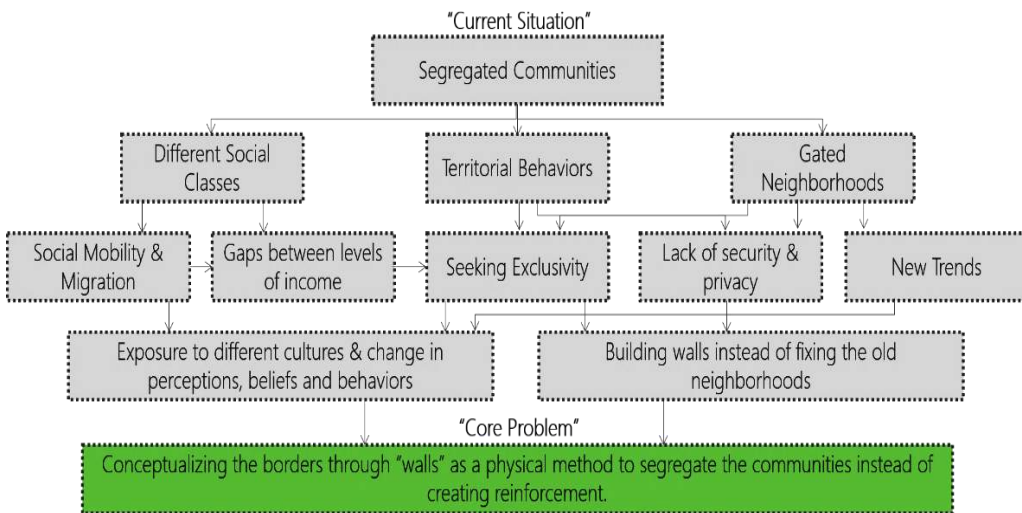 "Current Situation"
Segregated Communities
Different Social
Classes
Territorial Behaviors
Gated
Neighborhoods
Social Mobility &
Migration
Gaps between levels
of income
Seeking Exclusivity
Lack of security &
privacy
New Trends
Exposure to different cultures & change in
perceptions, beliefs and behaviors
Building walls instead of fixing the old
neighborhoods
"Core Problem"
Conceptualizing the borders through "walls" as a physical method to segregate the communities instead of
creating reinforcement.